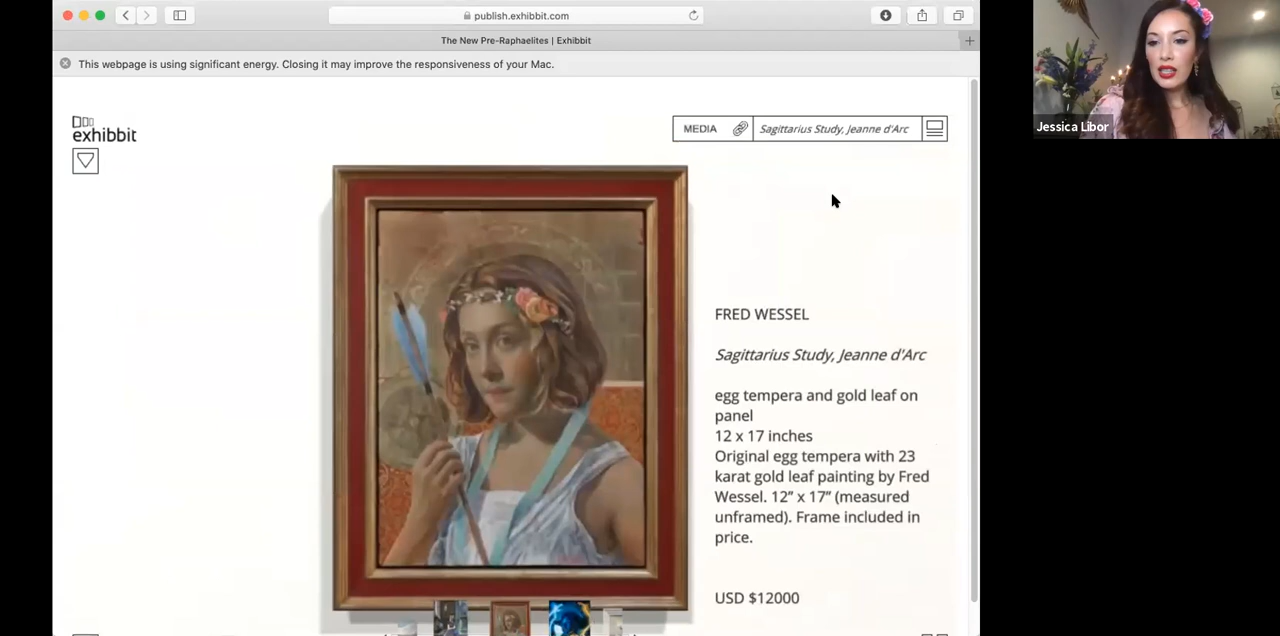 publish.exhibbit.com
The New Pre-Raphaelites | Exhibbit
This webpage is using significant energy. Closing it may improve the responsiveness of your Mac.
exhibbit
MEDIA
Sagittarius Study, Jeanne d'Arc
Jessica Libor
FRED WESSEL
Sagittarius Study, Jeanne d'Arc
egg tempera and gold leaf on
panel
12 x 17 inches
Original egg tempera with 23
karat gold leaf painting by Fred
Wessel. 12” x 17” (measured
unframed). Frame included in
price.
USD $12000